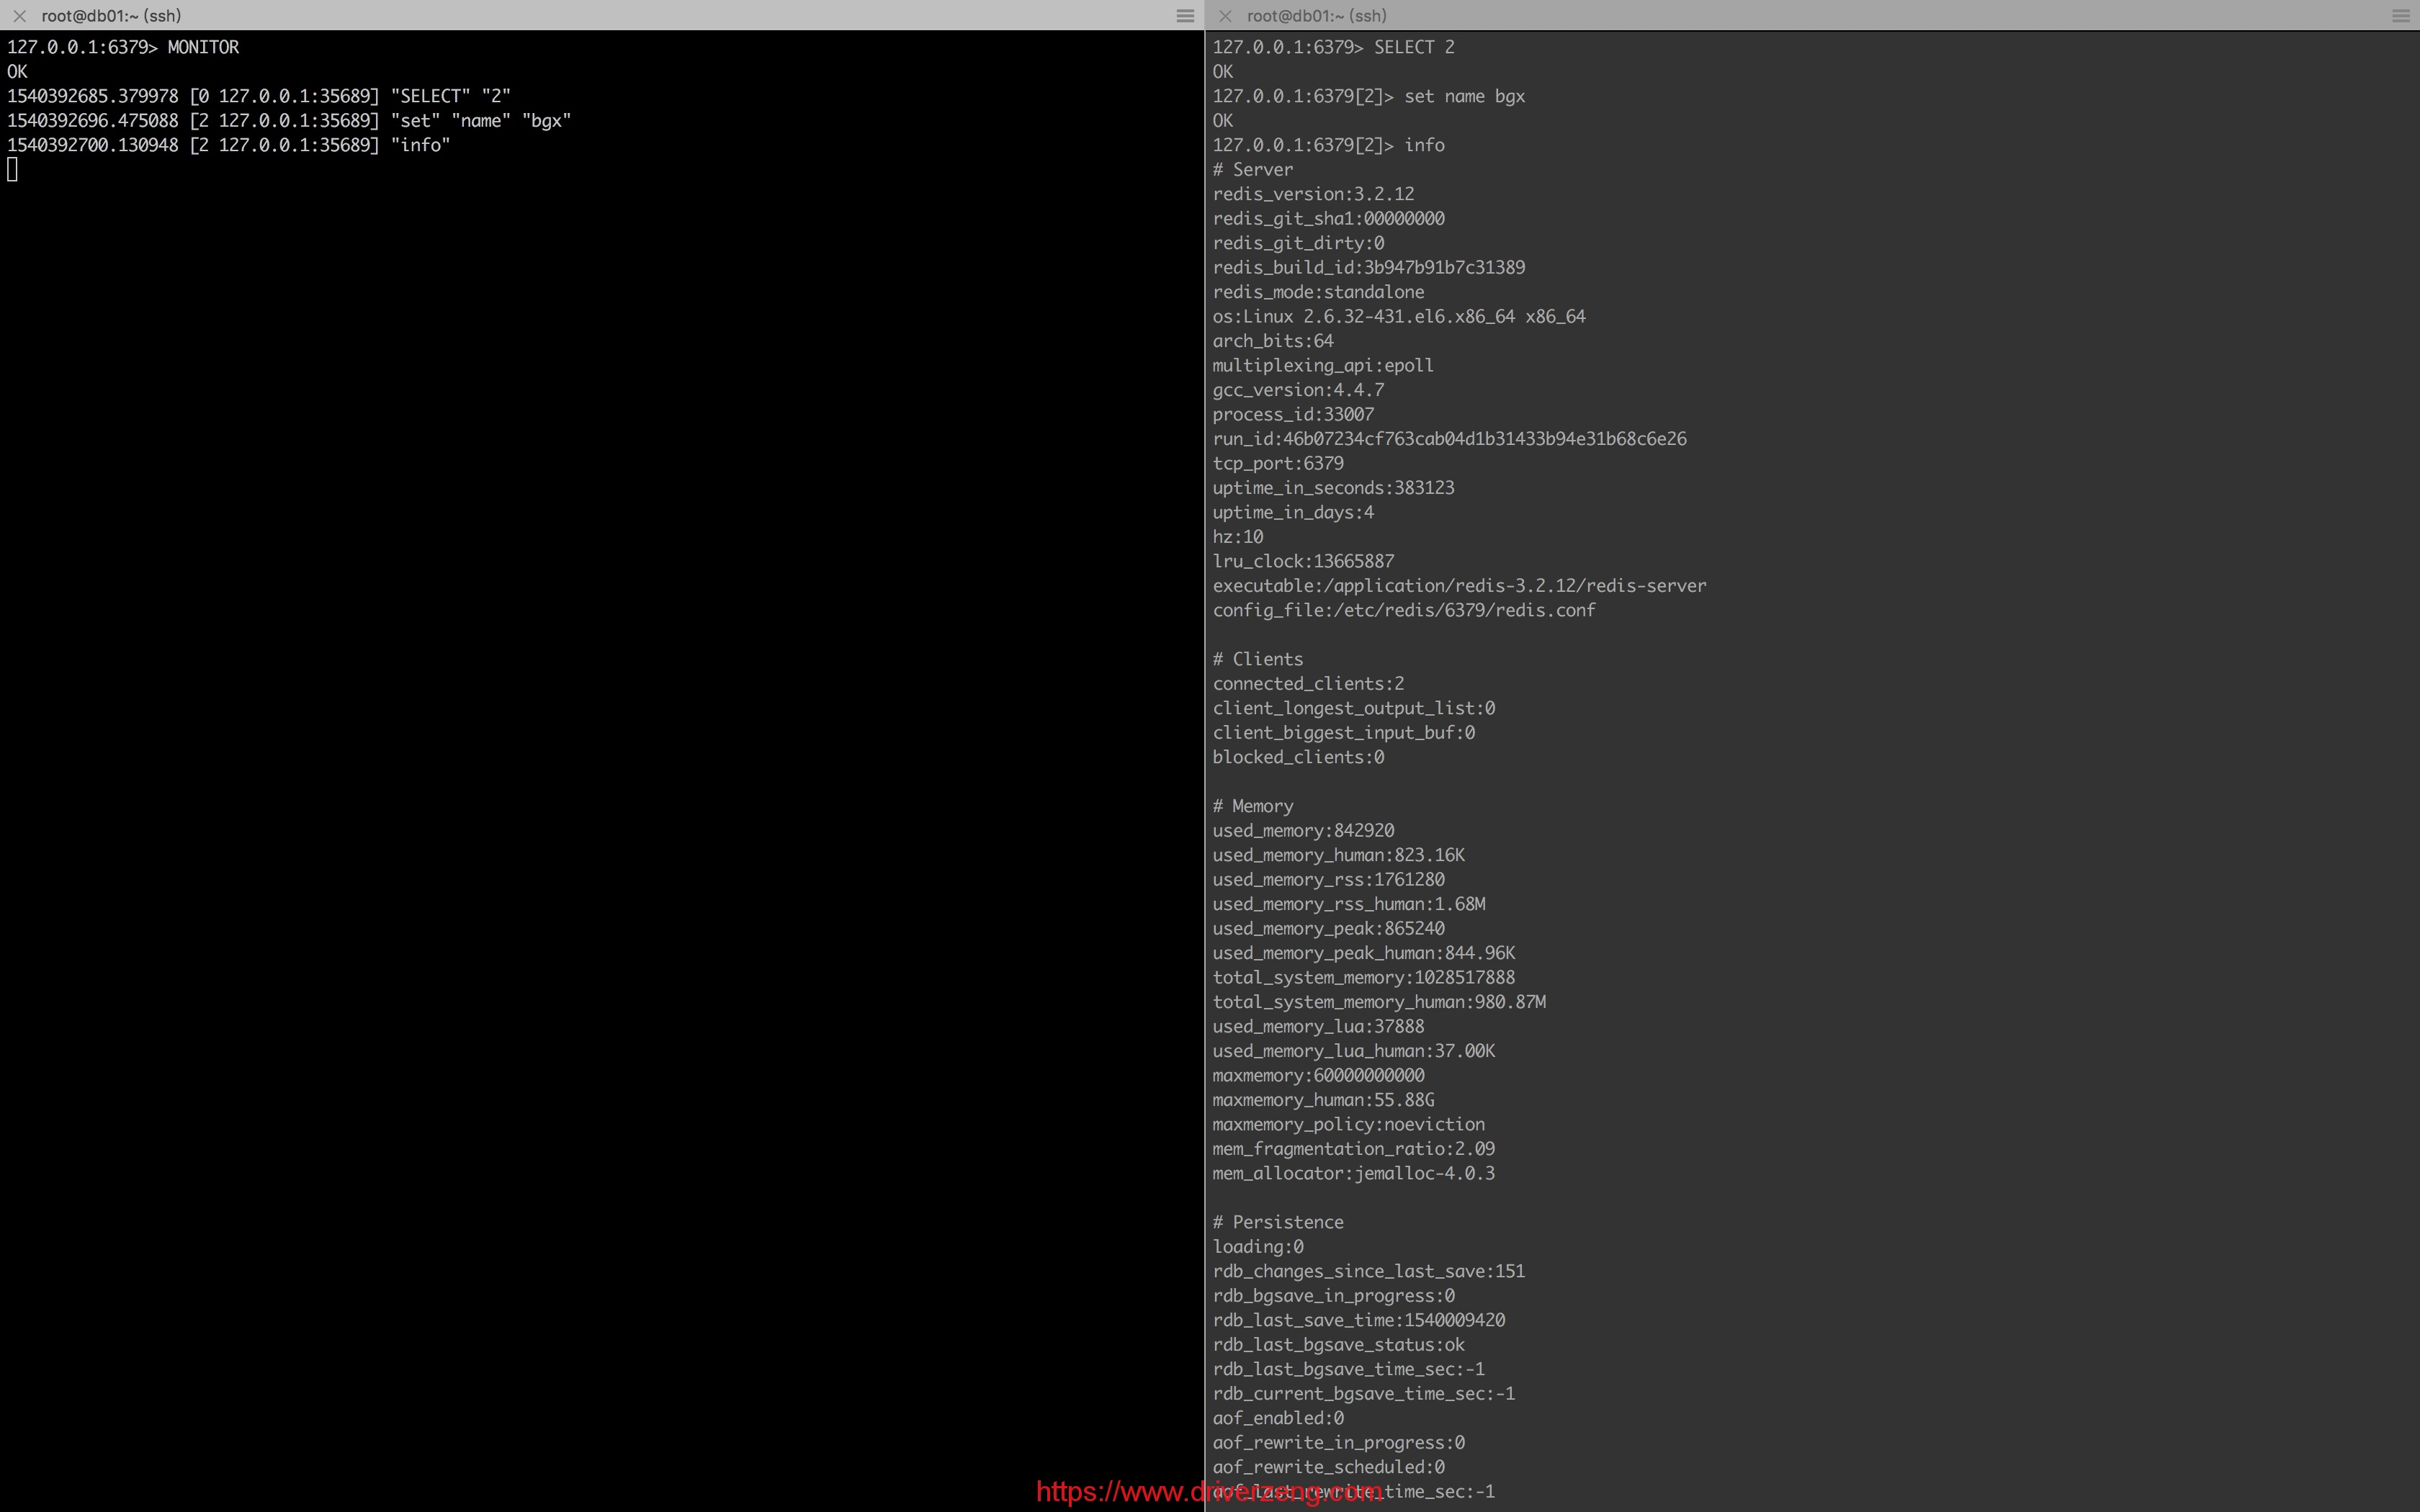 root@db01:~ (ssh)
127.0.0.1:6379> MONITOR
OK
1540392685.379978 [0 127.0.0.1:35689] "SELECT" "2"
1540392696.475088 [2 127.0.0.1:35689] "set" "name" "bgx"
1540392700.130948 [2 127.0.0.1:35689] "info"
root@db01:~ (ssh)
127.0.0.1:6379> SELECT 2
OK
127.0.0.1:6379[2]> set name bgx
OK
127.0.0.1:6379[2]> info
# Server
redis_version:3.2.12
redis_git_sha1:00000000
redis_git_dirty:0
redis_build_id:3b947b91b7c31389
redis_mode:standalone
os:Linux 2.6.32-431.el6.x86_64 x86_64
arch_bits:64
multiplexing_api:epoll
gcc_version:4.4.7
process_id:33007
run_id:46b07234cf763cab04d1b31433b94e31b68c6e26
tcp_port:6379
uptime_in_seconds:383123
uptime_in_days:4
hz:10
lru_clock:13665887
executable:/application/redis-3.2.12/redis-server
config_file:/etc/redis/6379/redis.conf
# Clients
connected_clients:2
client_longest_output_list:0
client_biggest_input_buf:0
blocked_clients:0
# Memory
used_memory:842920
used_memory_human:823.16K
used_memory_rss:1761280
used_memory_rss_human:1.68M
used_memory_peak:865240
used_memory_peak_human:844.96K
total_system_memory:1028517888
total_system_memory_human:980.87M
used_memory_lua:37888
used_memory_lua_human:37.00K
maxmemory:60000000000
maxmemory_human:55.88G
maxmemory_policy:noeviction
mem_fragmentation_ratio:2.09
mem_allocator:jemalloc-4.0.3
# Persistence
loading:0
rdb_changes_since_last_save:151
rdb_bgsave_in_progress:0
rdb_last_save_time:1540009420
rdb_last_bgsave_status:ok
rdb_last_bgsave_time_sec:-1
rdb_current_bgsave_time_sec:-1
aof_enabled:0
aof_rewrite_in_progress:0
aof_rewrite_scheduled:0
aof_last_rewrite_time_sec:-1
https://www.driverzeng.com